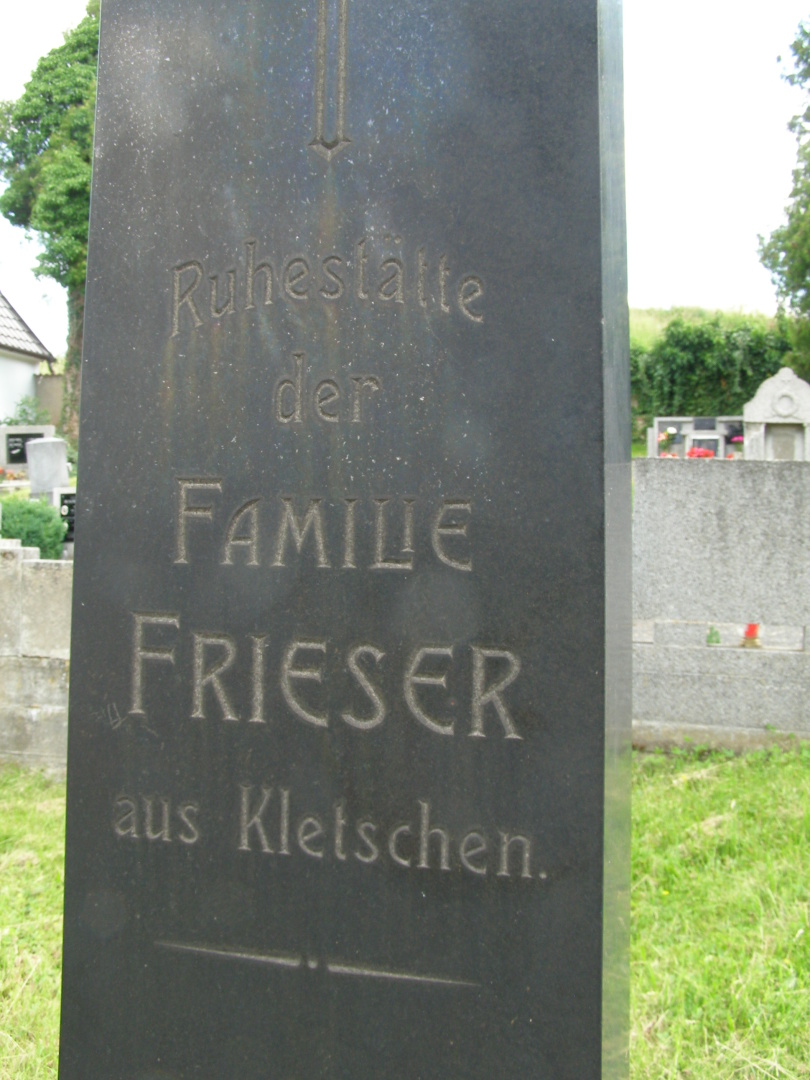 Ruhestätte
der
FAMILIE
FRIESER
aus Kletschen.